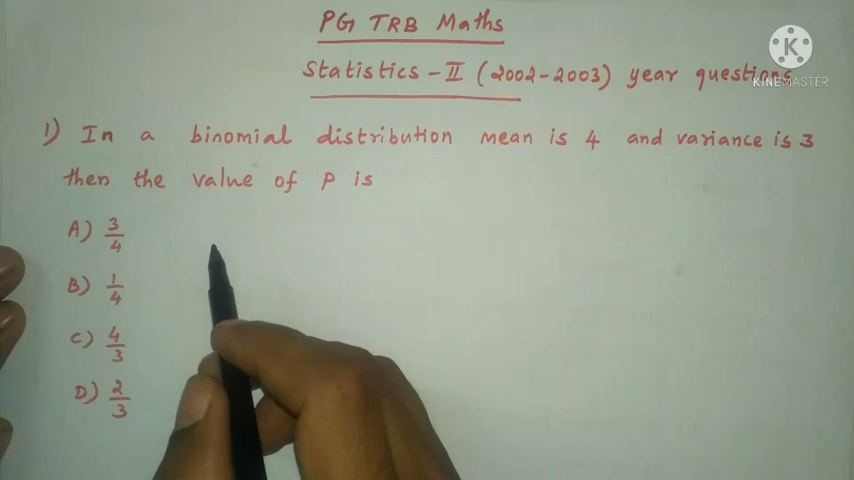 PG TRB Maths
Statistics - II (2002-2003) year questions
K
KINEMASTER
1) In a binomial distribution mean is 4 and variance is 3
then the value of P is
A) 3/4
B) 1/4
C) 4/3
D) 2/3